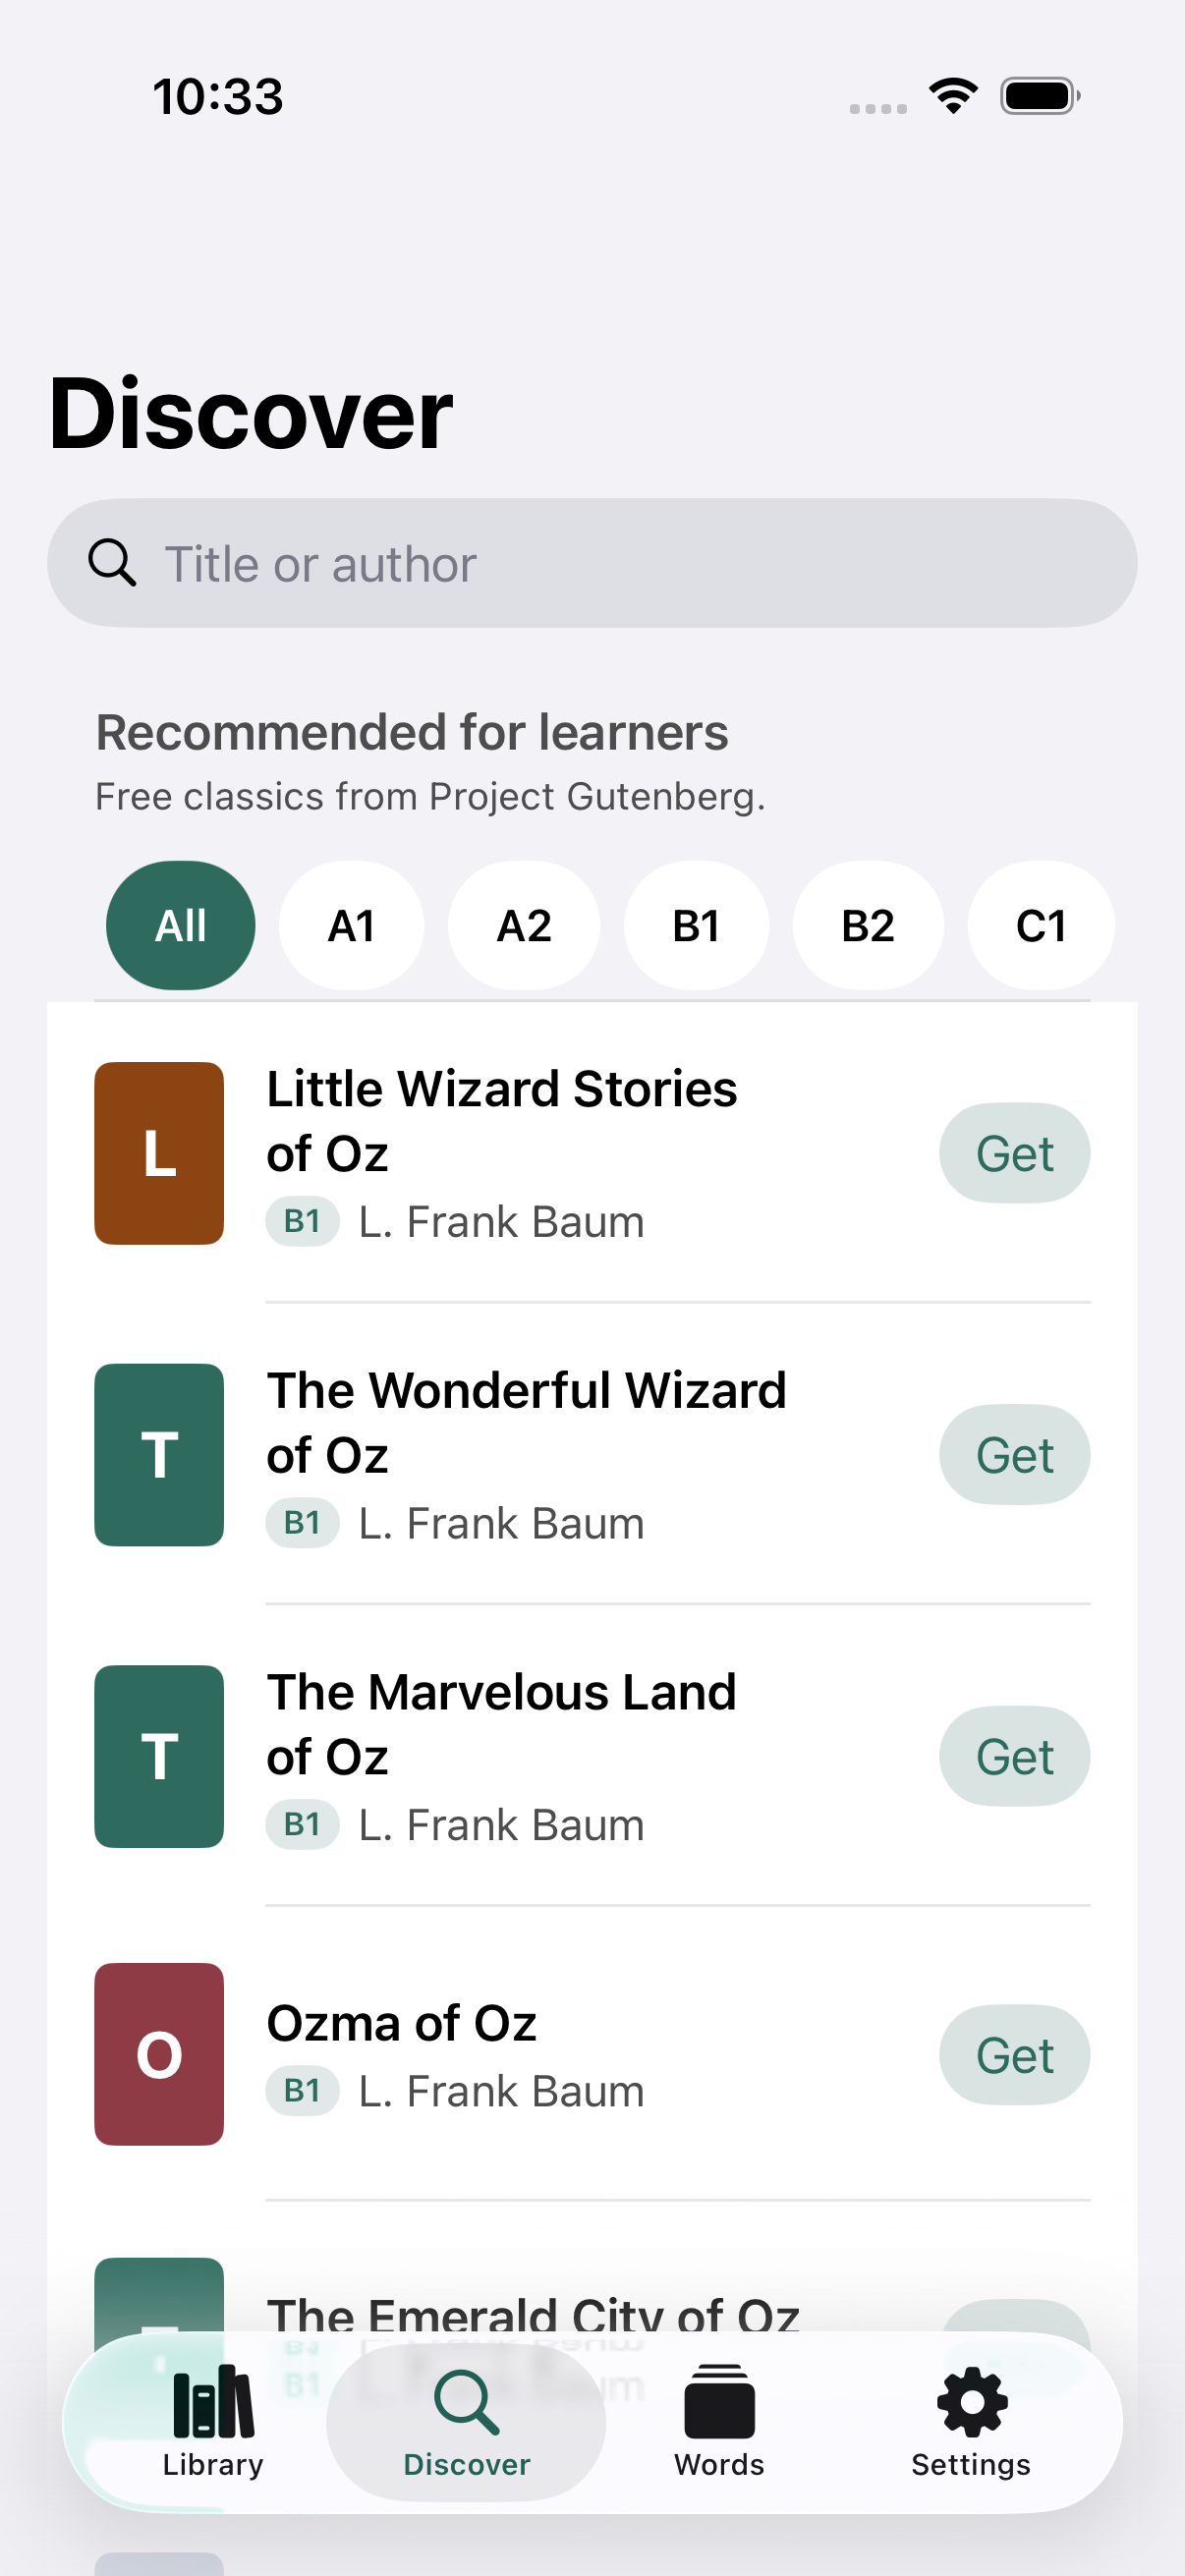 10:33
Discover
Title or author
Recommended for learners
Free classics from Project Gutenberg.
All A1 A2 B1 B2 C1
L
Little Wizard Stories
of Oz
B1 L. Frank Baum
Get
T
The Wonderful Wizard
of Oz
B1 L. Frank Baum
Get
T
The Marvelous Land
of Oz
B1 L. Frank Baum
Get
O
Ozma of Oz
B1 L. Frank Baum
Get
The Emerald City of Oz
B1 L. Frank Baum
Library Discover Words Settings